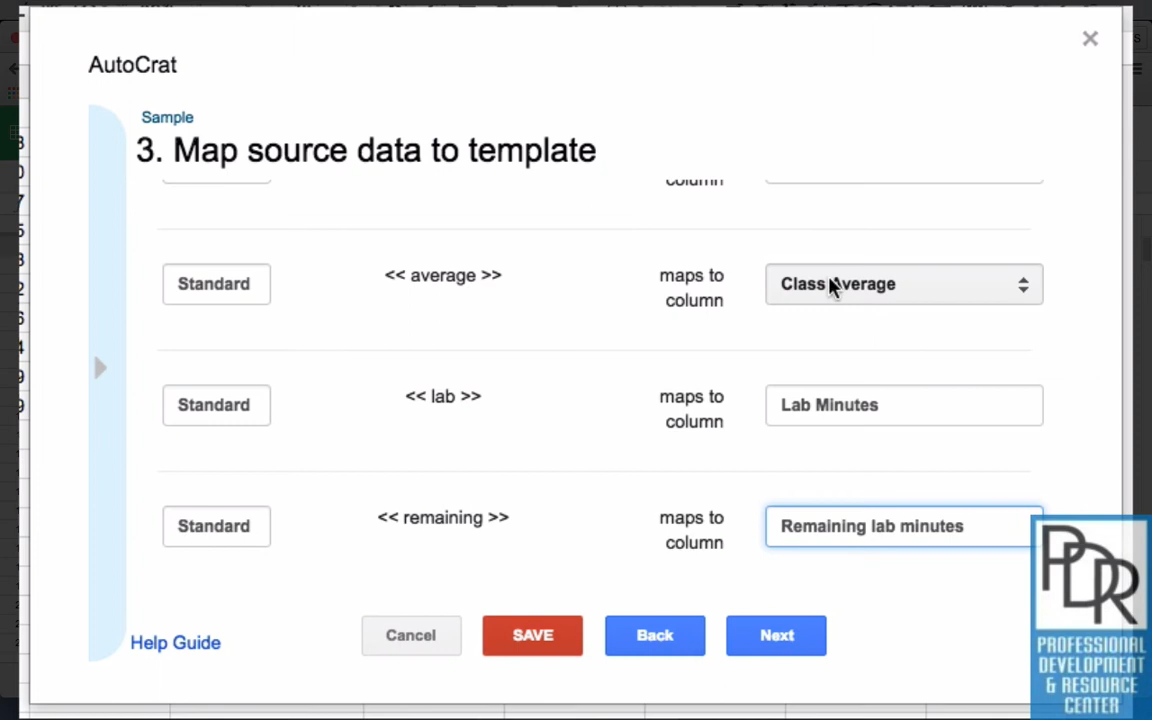 AutoCrat
×
Sample
3. Map source data to template
column
Standard
<< average >>
maps to
column
Class Average
Standard
<< lab >>
maps to
column
Lab Minutes
Standard
<< remaining >>
maps to
column
Remaining lab minutes
Help Guide
Cancel
SAVE
Back
Next
PDR
PROFESSIONAL
DEVELOPMENT
& RESOURCE
CENTER